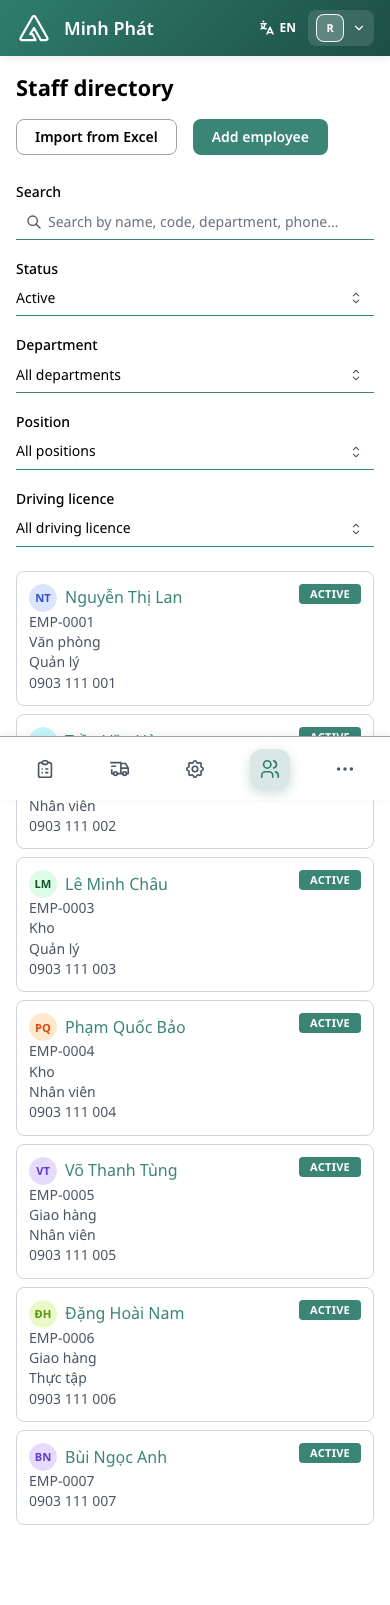 Minh Phát
EN
R
Staff directory
Import from Excel
Add employee
Search
Search by name, code, department, phone...
Status
Active
Department
All departments
Position
All positions
Driving licence
All driving licence
NT
Nguyễn Thị Lan
ACTIVE
EMP-0001
Văn phòng
Quản lý
0903 111 001
Nhân viên
0903 111 002
LM
Lê Minh Châu
ACTIVE
EMP-0003
Kho
Quản lý
0903 111 003
PQ
Phạm Quốc Bảo
ACTIVE
EMP-0004
Kho
Nhân viên
0903 111 004
VT
Võ Thanh Tùng
ACTIVE
EMP-0005
Giao hàng
Nhân viên
0903 111 005
ĐH
Đặng Hoài Nam
ACTIVE
EMP-0006
Giao hàng
Thực tập
0903 111 006
BN
Bùi Ngọc Anh
ACTIVE
EMP-0007
0903 111 007